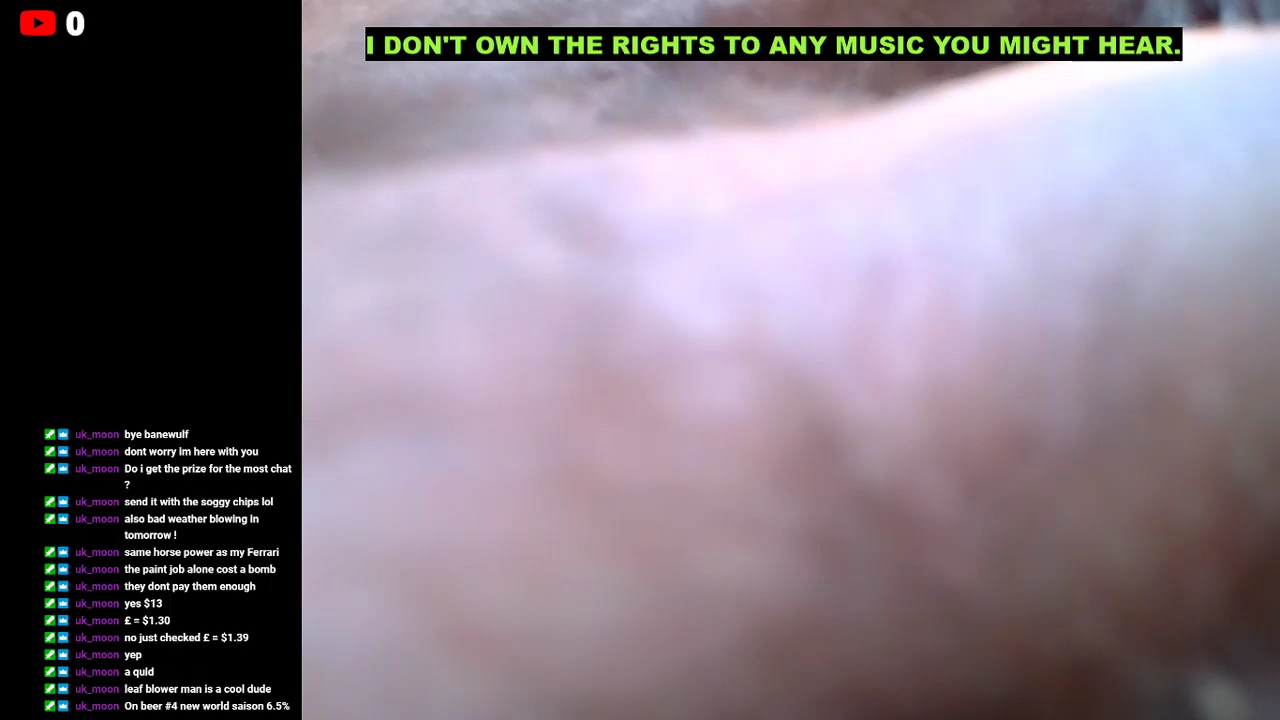 0
I DON'T OWN THE RIGHTS TO ANY MUSIC YOU MIGHT HEAR.
uk_moon bye banewulf
uk_moon dont worry im here with you
uk_moon Do i get the prize for the most chat
?
uk_moon send it with the soggy chips lol
uk_moon also bad weather blowing in
tomorrow !
uk_moon same horse power as my Ferrari
uk_moon the paint job alone cost a bomb
uk_moon they dont pay them enough
uk_moon yes $13
uk_moon £ = $1.30
uk_moon no just checked £ = $1.39
uk_moon yep
uk_moon a quld
uk_moon leaf blower man is a cool dude
uk_moon On beer #4 new world saison 6.5%